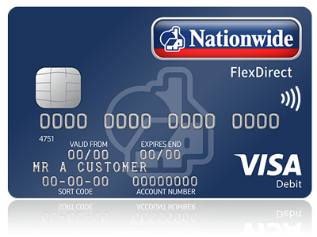 Nationwide
FlexDirect
0000 0000 0000 0000
4751
VALID FROM EXPIRES END
00/00 00/00
MR A CUSTOMER
00-00-00 00000000
SORT CODE ACCOUNT NUMBER
VISA
Debit